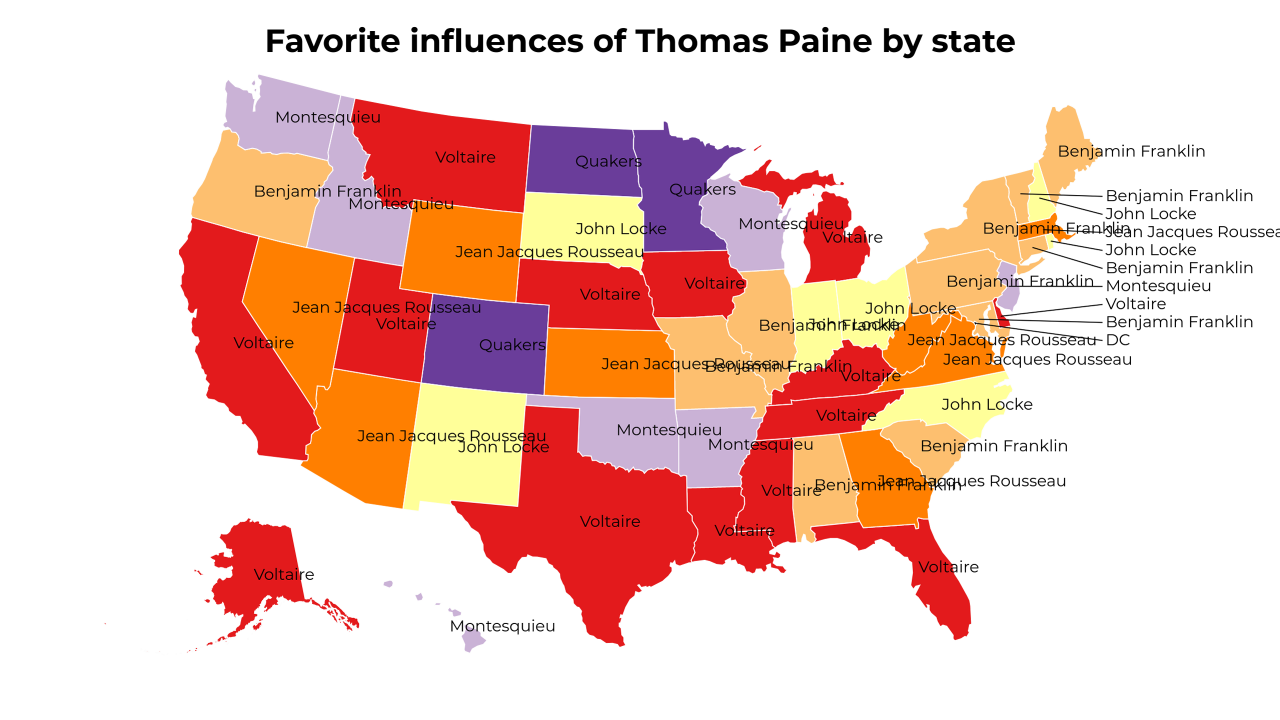 Favorite influences of Thomas Paine by state
Montesquieu
Voltaire
Quakers
Benjamin Franklin
Quakers
Benjamin Franklin
Montesquieu
Benjamin Franklin
John Locke
Montesquieu
John Locke
Benjamin Franklin
Jean Jacques Rousseau
Voltaire
Jean Jacques Rousseau
John Locke
Benjamin Franklin
Benjamin Franklin
Voltaire
Montesquieu
Voltaire
Voltaire
Jean Jacques Rousseau
John Locke
Benjamin Franklin
Voltaire
Benjamin Franklin
John Locke
Voltaire
Jean Jacques Rousseau
DC
Voltaire
Quakers
Jean Jacques Rousseau
Jean Jacques Rousseau
Benjamin Franklin
Voltaire
John Locke
Voltaire
Montesquieu
Jean Jacques Rousseau
John Locke
Montesquieu
Benjamin Franklin
Voltaire
Benjamin Franklin
Jean Jacques Rousseau
Voltaire
Voltaire
Voltaire
Voltaire
Montesquieu